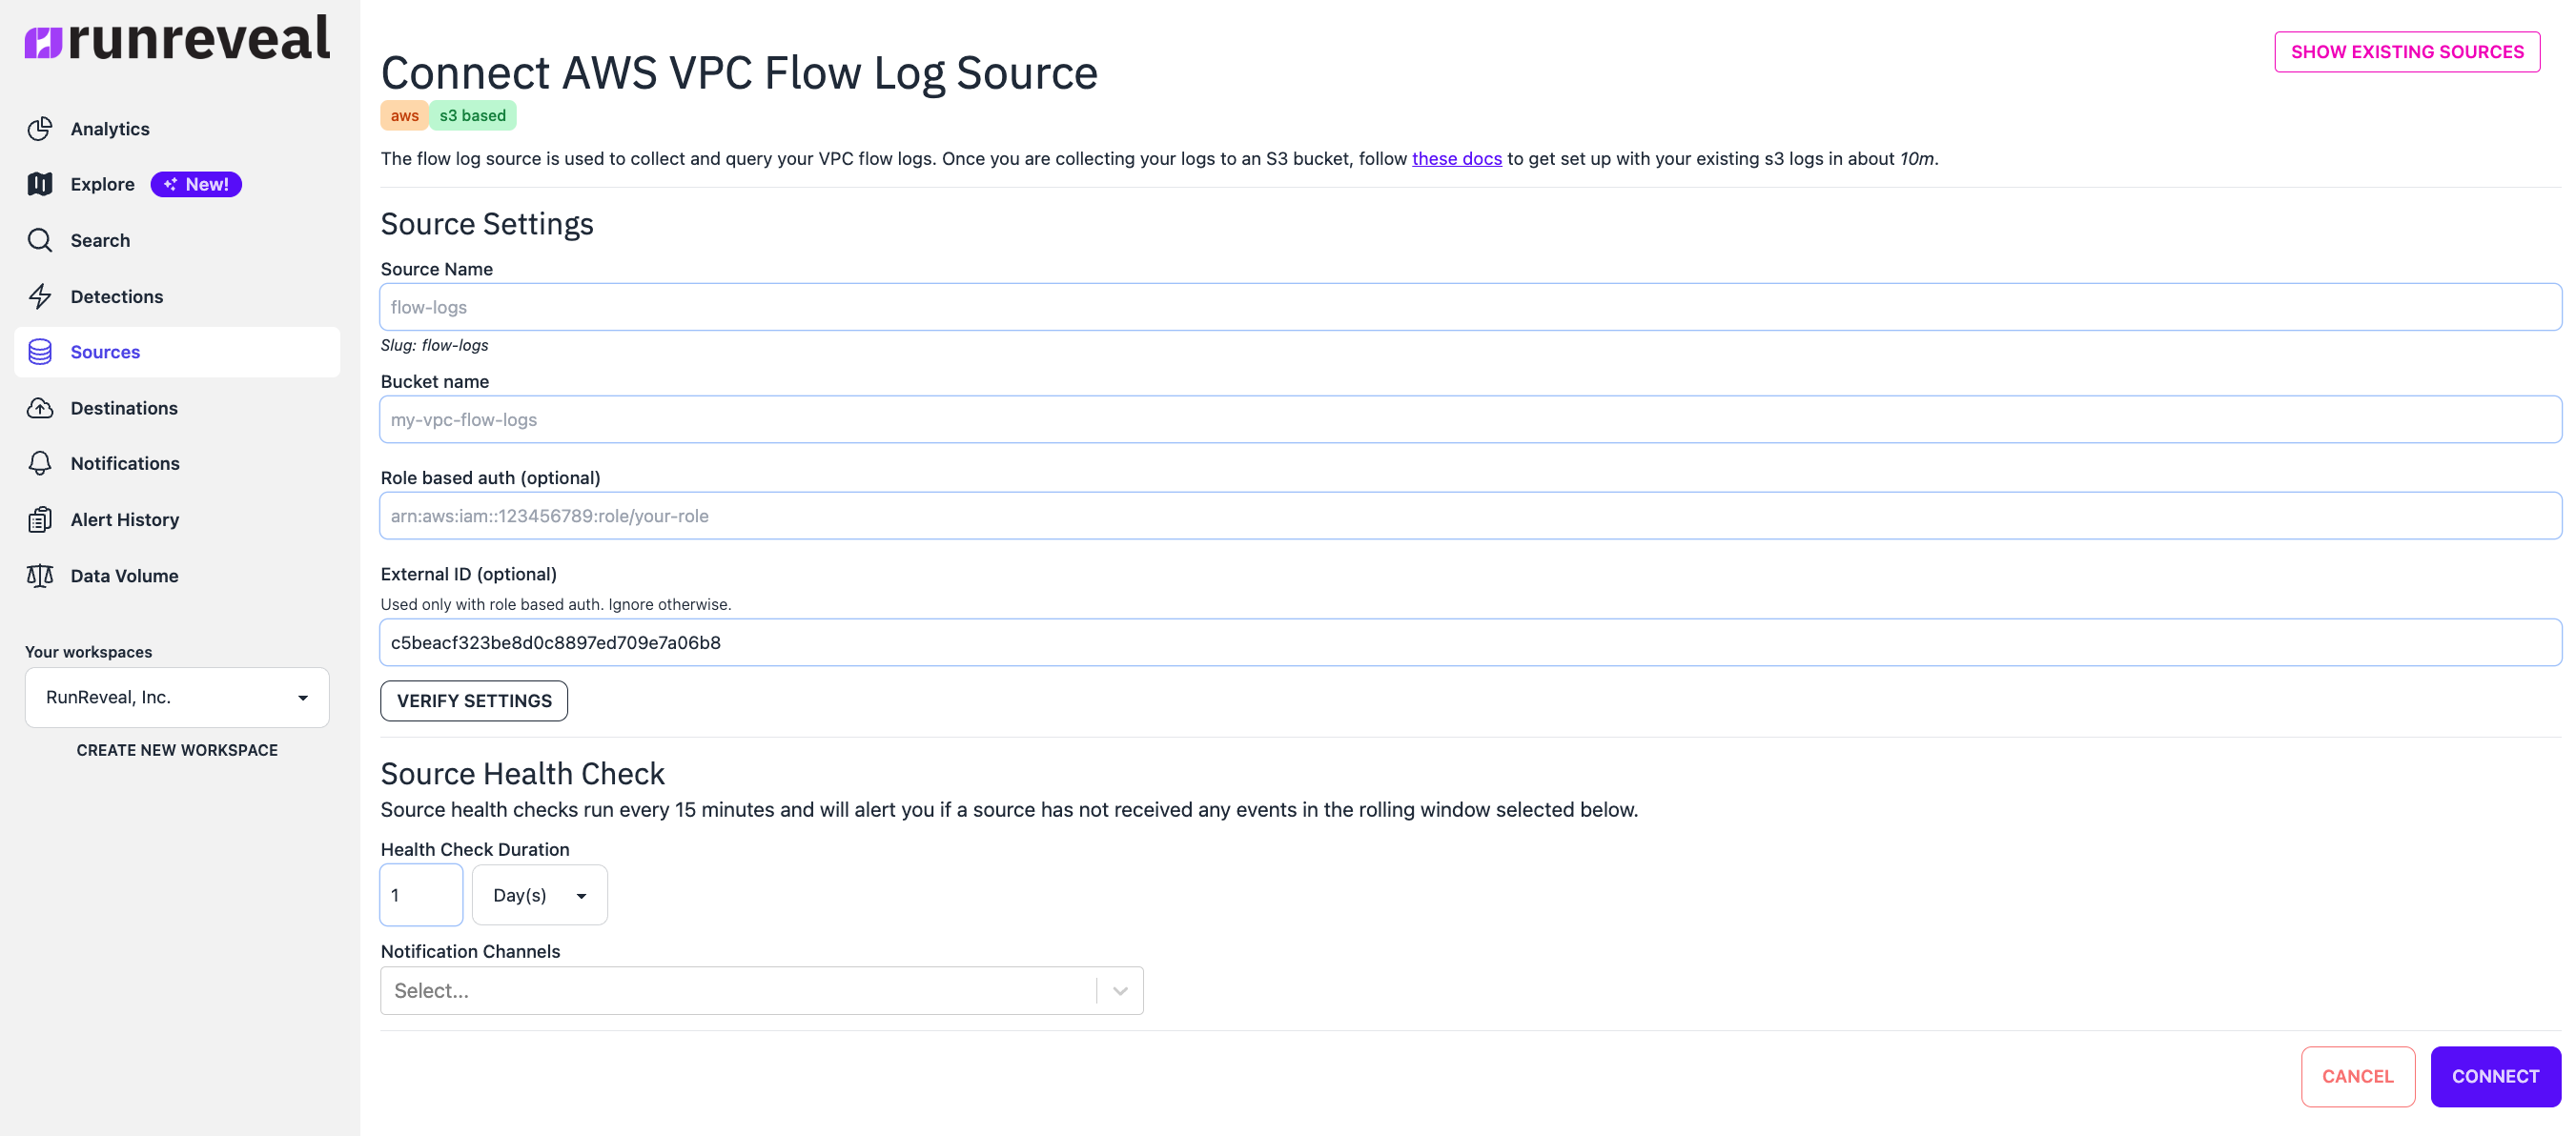 runreveal
Analytics
Explore New!
Search
Detections
Sources
Destinations
Notifications
Alert History
Data Volume
Your workspaces
RunReveal, Inc.
CREATE NEW WORKSPACE
SHOW EXISTING SOURCES
Connect AWS VPC Flow Log Source
aws s3 based
The flow log source is used to collect and query your VPC flow logs. Once you are collecting your logs to an S3 bucket, follow these docs to get set up with your existing s3 logs in about 10m.
Source Settings
Source Name
flow-logs
Slug: flow-logs
Bucket name
my-vpc-flow-logs
Role based auth (optional)
arn:aws:iam::123456789:role/your-role
External ID (optional)
Used only with role based auth. Ignore otherwise.
c5beacf323be8d0c8897ed709e7a06b8
VERIFY SETTINGS
Source Health Check
Source health checks run every 15 minutes and will alert you if a source has not received any events in the rolling window selected below.
Health Check Duration
1 Day(s)
Notification Channels
Select...
CANCEL CONNECT